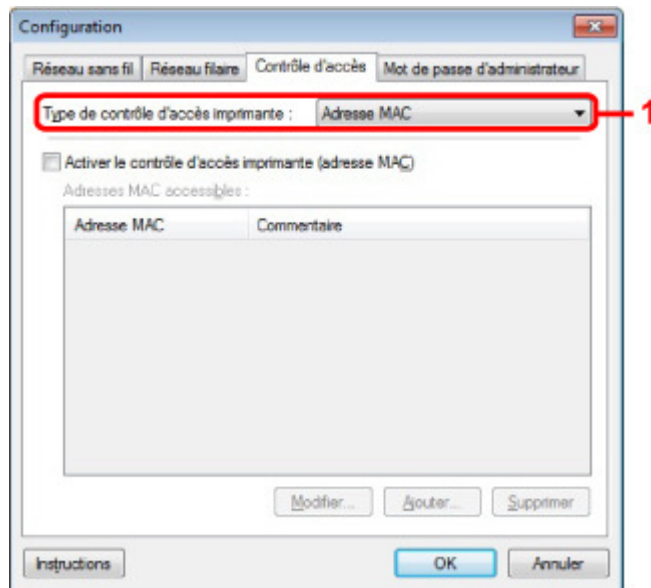 Configuration
Réseau sans fil
Réseau filaire
Contrôle d'accès
Mot de passe d'administrateur
Type de contrôle d'accès imprimante :
Adresse MAC
1
Activer le contrôle d'accès imprimante (adresse MAC)
Adresses MAC accessibles :
Adresse MAC
Commentaire
Modifier...
Ajouter...
Supprimer
Instructions
OK
Annuler